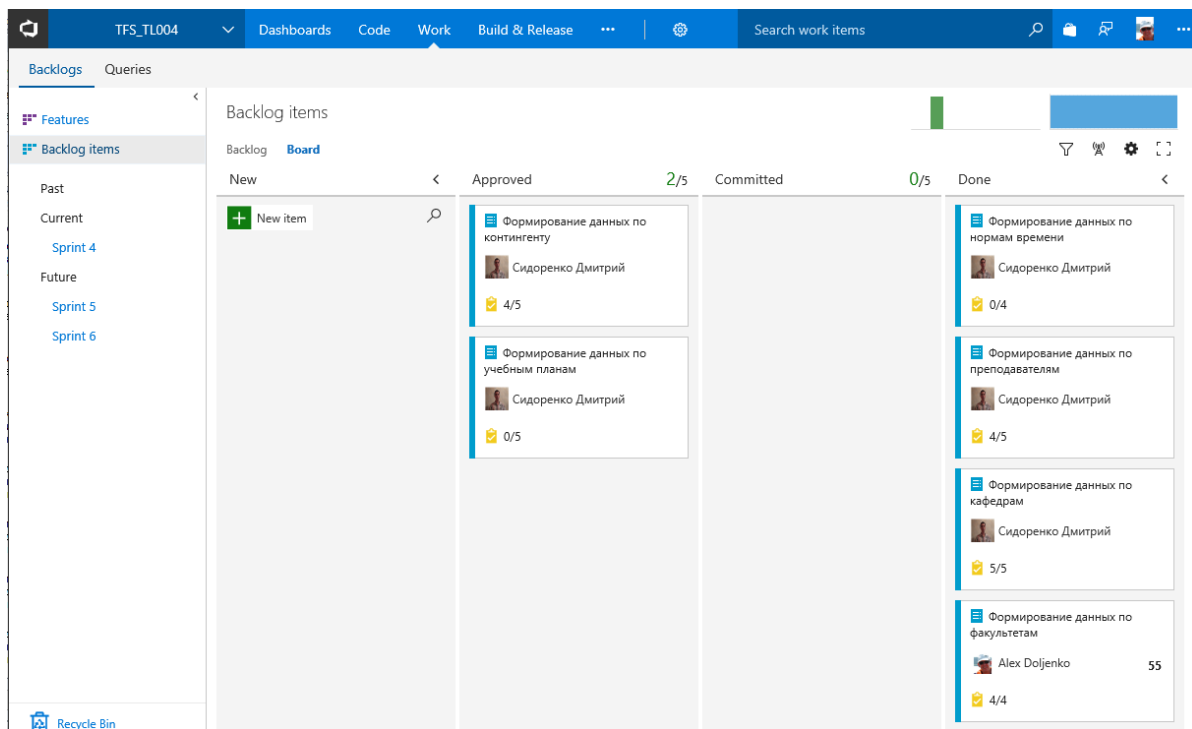 TFS_TL004 Dashboards Code Work Build & Release ... Search work items ...
Backlogs Queries
Features
Backlog items
Past
Current
Sprint 4
Future
Sprint 5
Sprint 6
Recycle Bin
Backlog items
Backlog Board
New
New item
Approved 2/5
Формирование данных по
контингенту
Сидоренко Дмитрий
4/5
Формирование данных по
учебным планам
Сидоренко Дмитрий
0/5
Committed 0/5
Done
Формирование данных по
нормам времени
Сидоренко Дмитрий
0/4
Формирование данных по
преподавателям
Сидоренко Дмитрий
4/5
Формирование данных по
кафедрам
Сидоренко Дмитрий
5/5
Формирование данных по
факультетам
Alex Doljenko 55
4/4